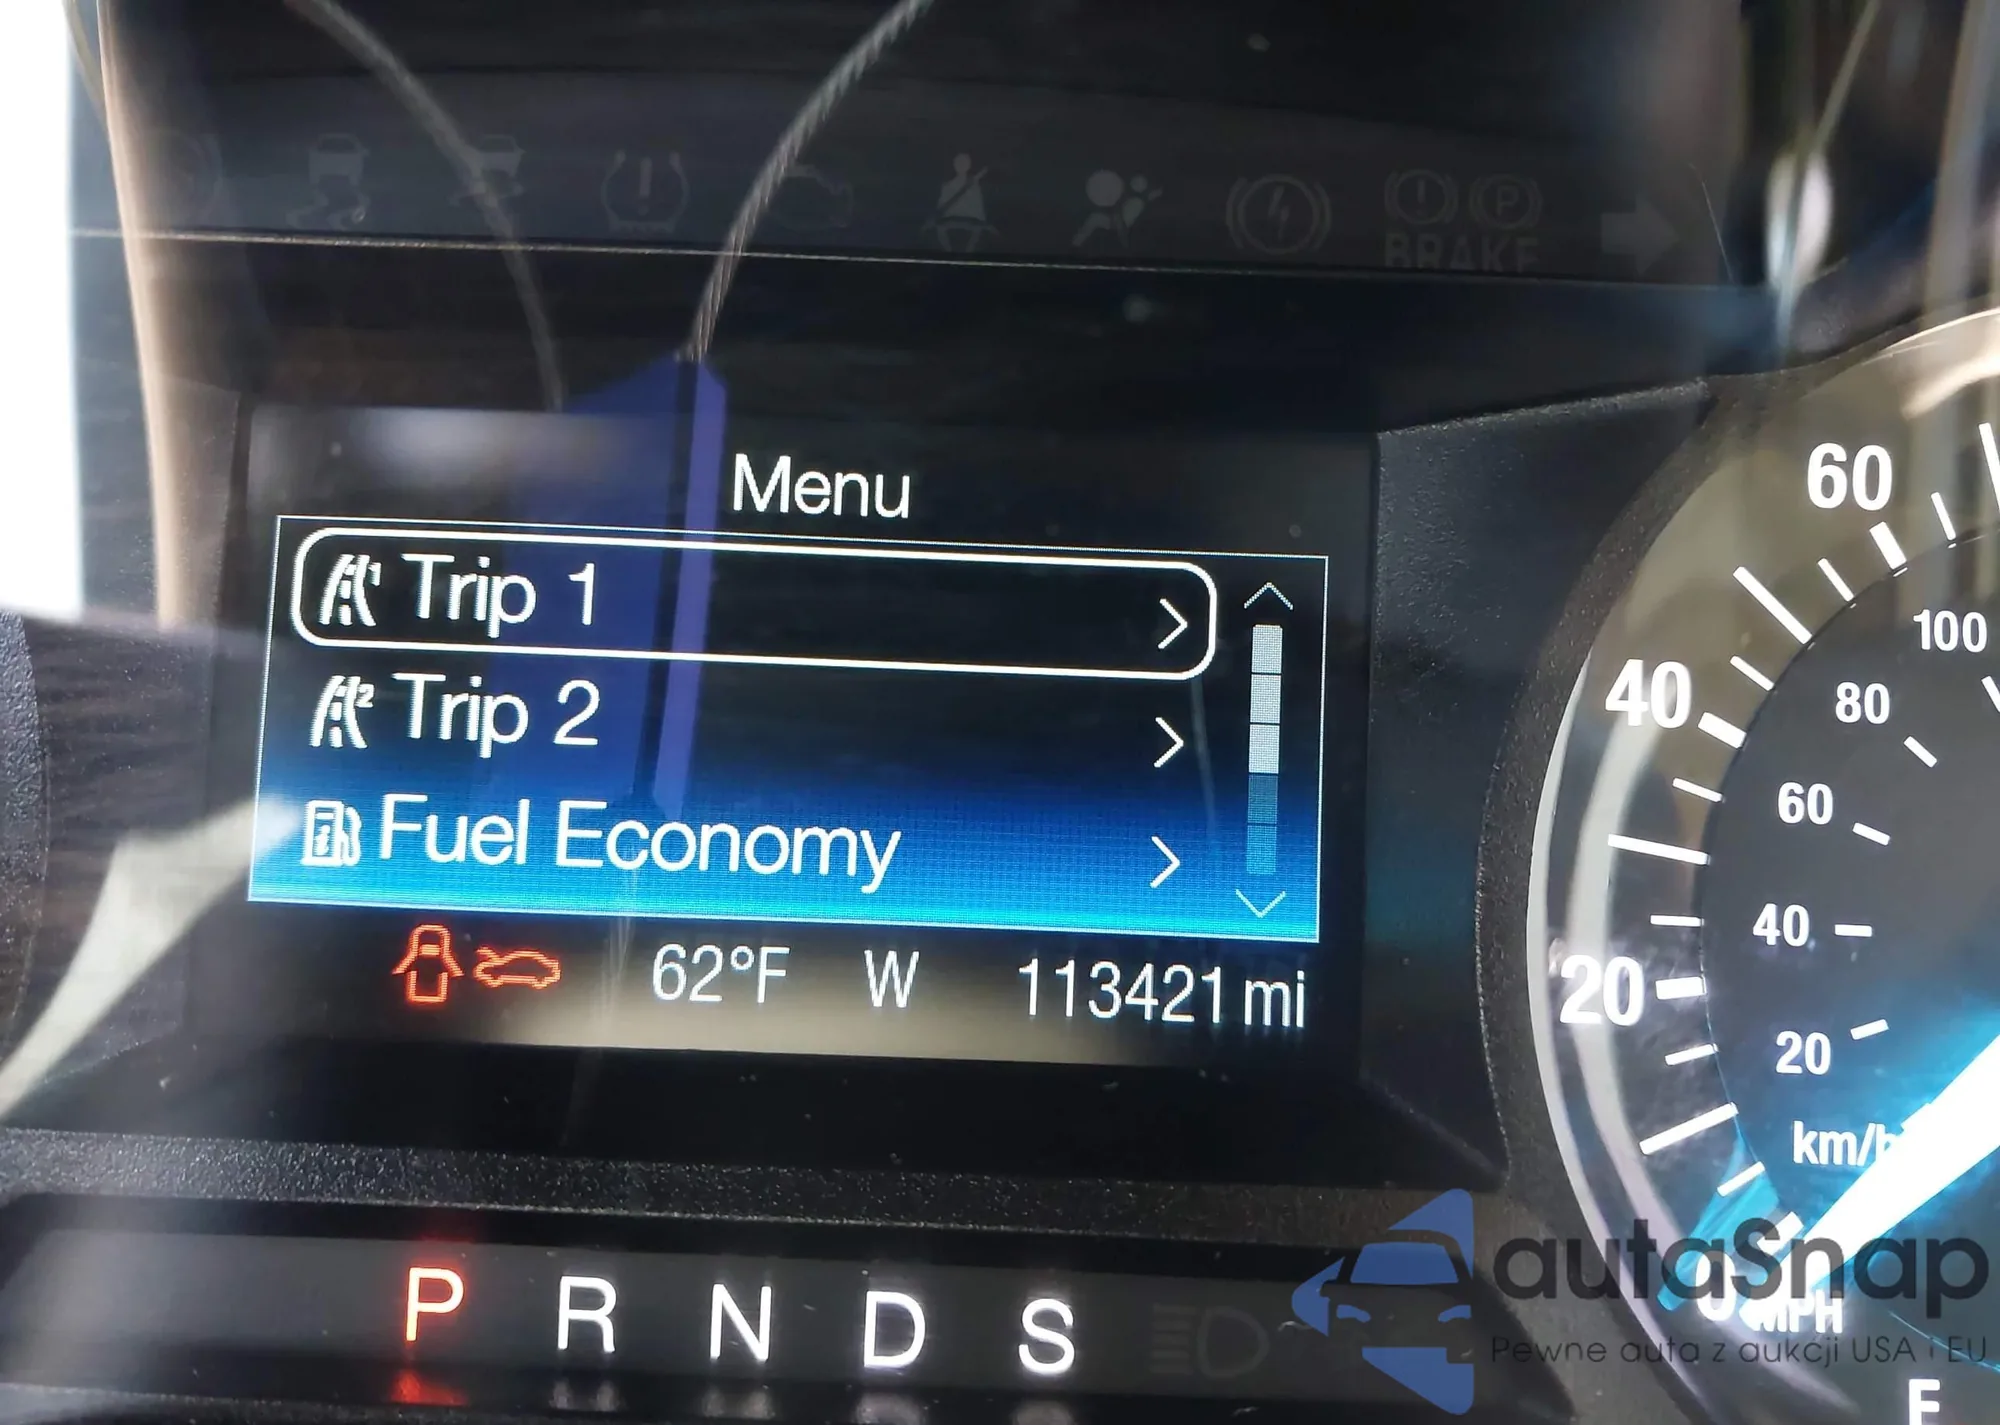 BRAKE
Menu
Trip 1
Trip 2
Fuel Economy
62°F W 113421 mi
P R N D S
60
40
20
0
MPH
100
80
60
40
20
km/h
F
autaSnap
Pewne auta z aukcji USA i EU